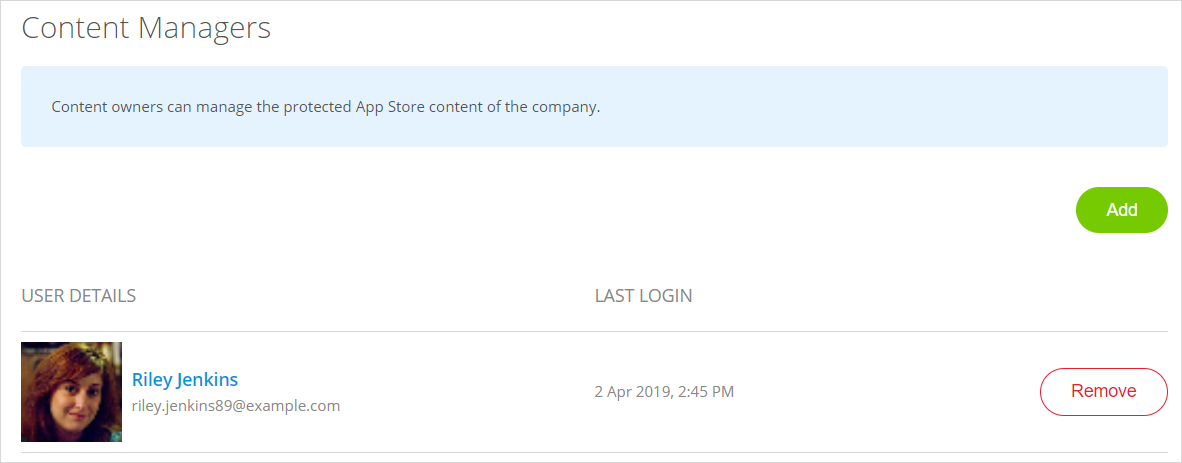 Content Managers
Content owners can manage the protected App Store content of the company.
Add
USER DETAILS LAST LOGIN
Riley Jenkins
riley.jenkins89@example.com
2 Apr 2019, 2:45 PM
Remove